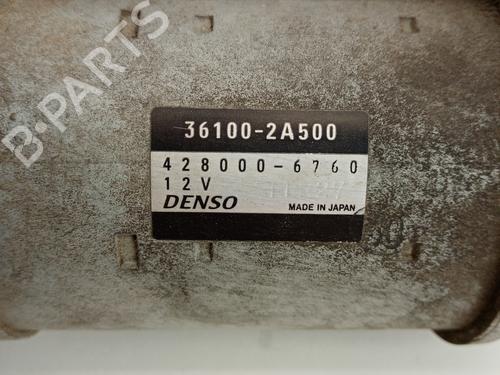 36100-2A500
428000-6760
12V
DENSO MADE IN JAPAN
B-PARTS